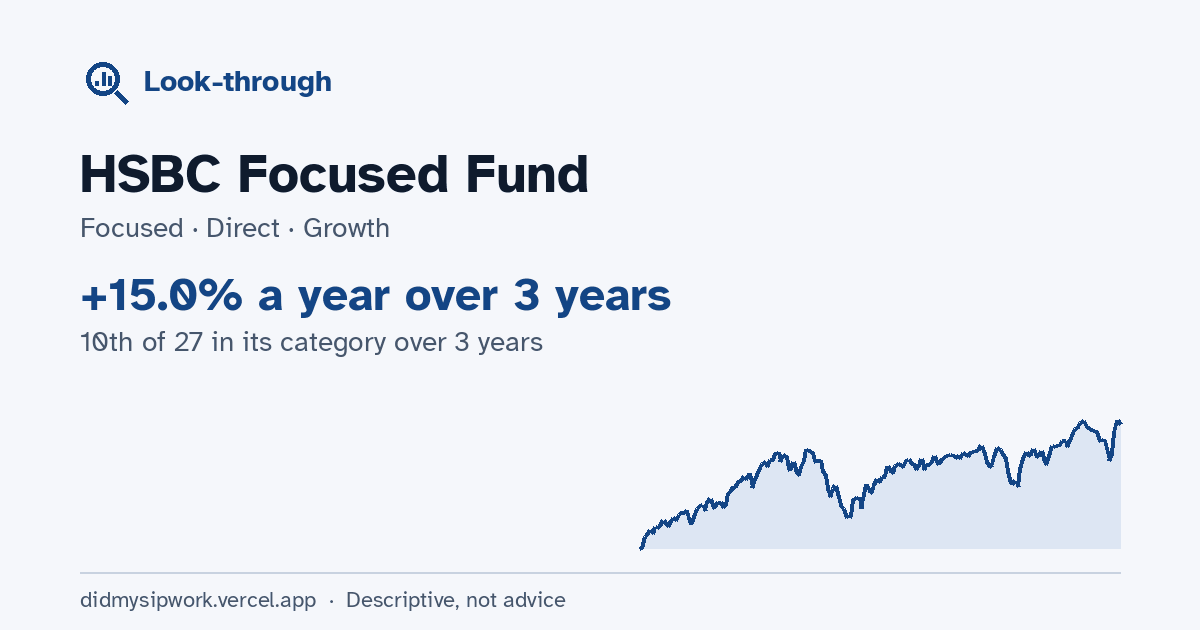 Look-through
HSBC Focused Fund
Focused · Direct · Growth
+15.0% a year over 3 years
10th of 27 in its category over 3 years
didmysipwork.vercel.app · Descriptive, not advice